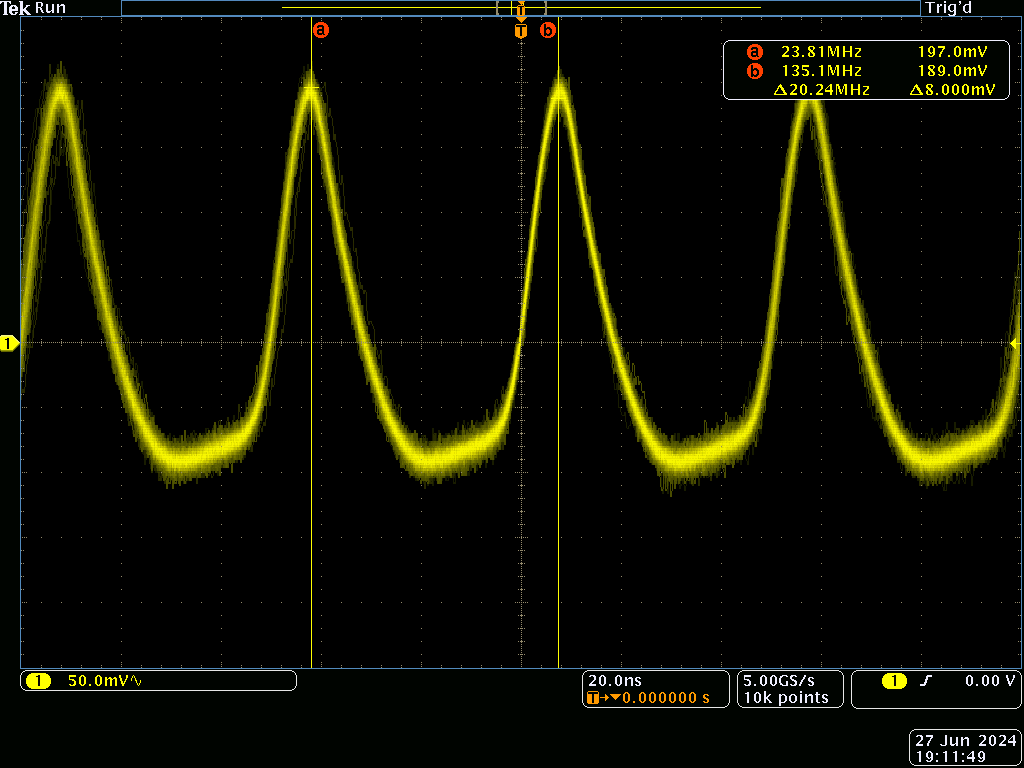 Tek Run Trig'd
T
a T b
a 23.81MHz 197.0mV
b 135.1MHz 189.0mV
Δ20.24MHz Δ8.000mV
1
1 50.0mV∿
20.0ns
T→▼0.000000 s
5.00GS/s
10k points
1 ∫ 0.00 V
27 Jun 2024
19:11:49